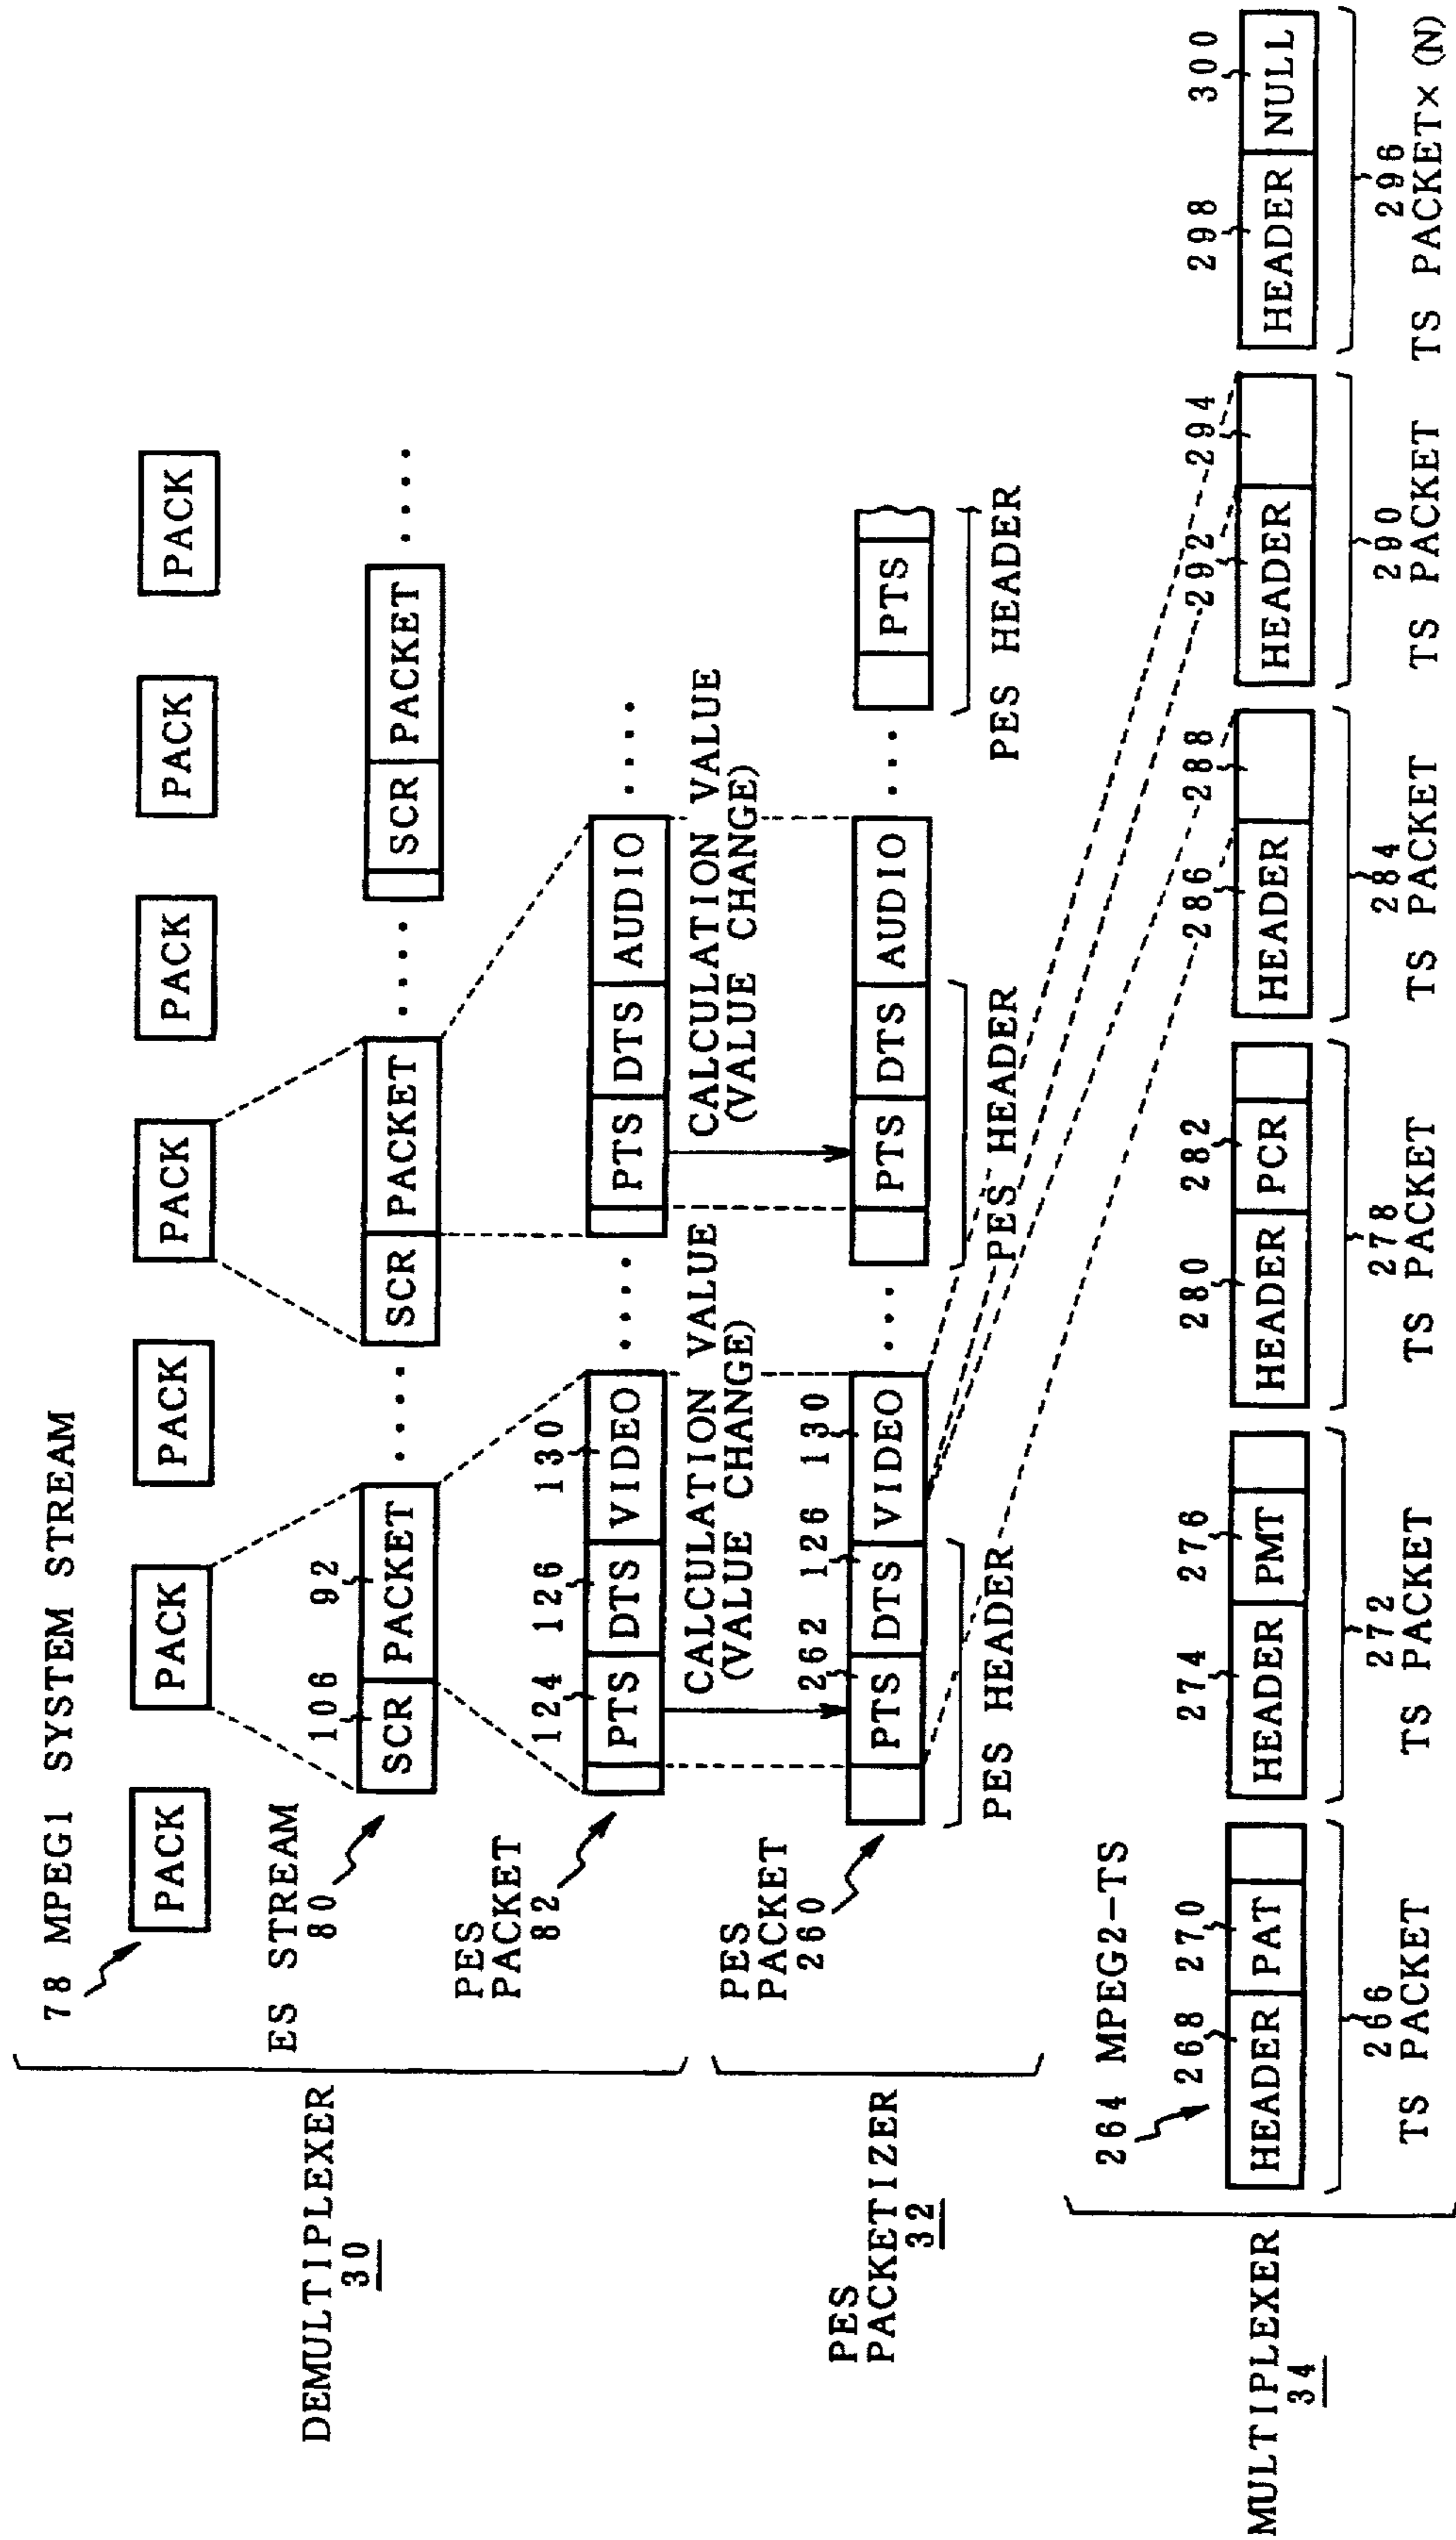 78 MPEG1 SYSTEM STREAM
PACK PACK PACK PACK PACK PACK PACK PACK
DEMULTIPLEXER
30
ES STREAM
80
106 92
SCR PACKET •••• SCR PACKET •••• SCR PACKET ••••
PES
PACKET
82
124 126 130
PTS DTS VIDEO •••• PTS DTS AUDIO ••••
CALCULATION VALUE
(VALUE CHANGE)
CALCULATION VALUE
(VALUE CHANGE)
PES
PACKETIZER
32
PES
PACKET
260
262 126 130
PTS DTS VIDEO ••• PTS DTS AUDIO ••• PTS
PES HEADER PES HEADER PES HEADER
MULTIPLEXER
34
264 MPEG2-TS
268 270 274 276 280 282 286 288 292 294 298 300
HEADER PAT HEADER PMT HEADER PCR HEADER HEADER HEADER NULL
266 272 278 284 290 296
TS PACKET TS PACKET TS PACKET TS PACKET TS PACKET TS PACKET×(N)